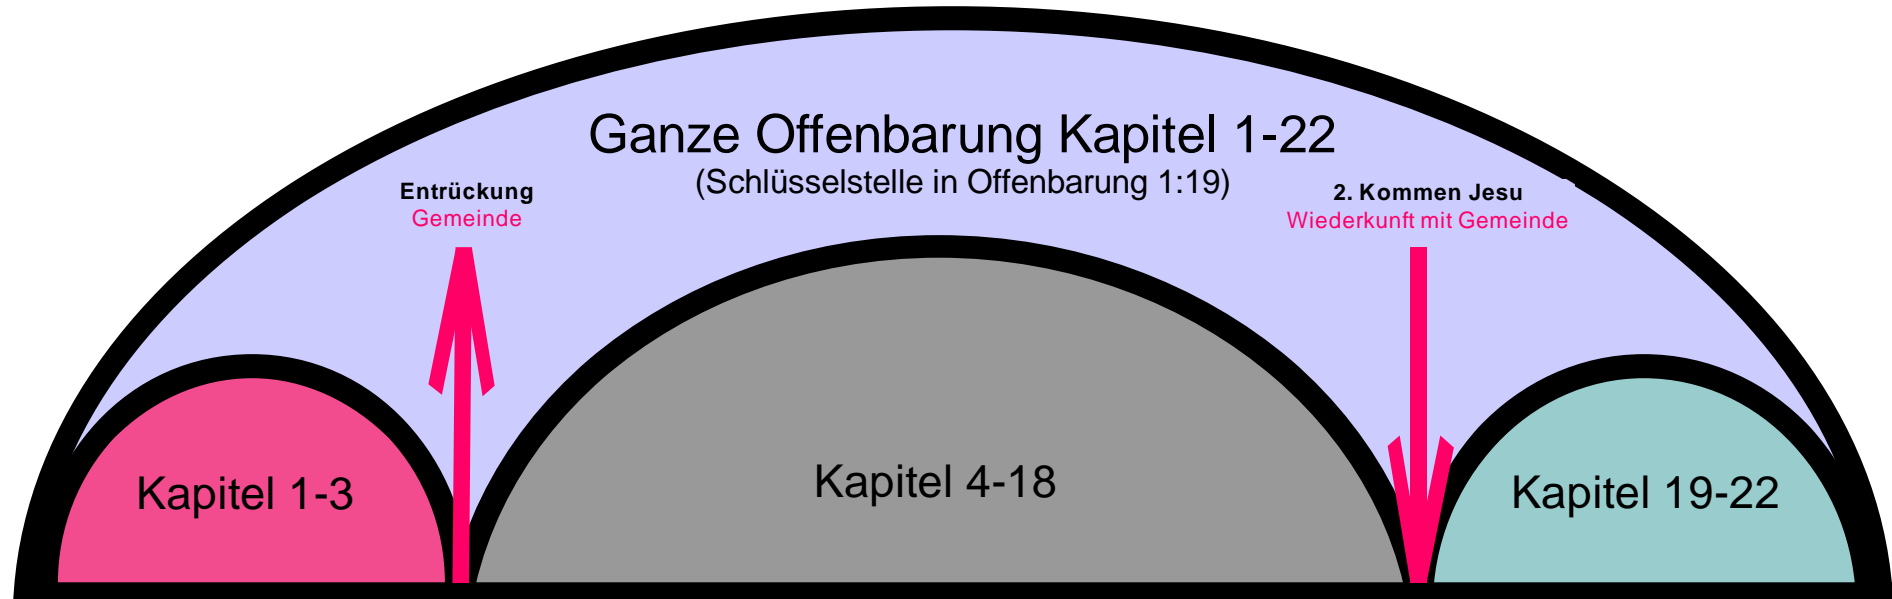 Ganze Offenbarung Kapitel 1-22
(Schlüsselstelle in Offenbarung 1:19)
Entrückung
Gemeinde
2. Kommen Jesu
Wiederkunft mit Gemeinde
Kapitel 1-3
Kapitel 4-18
Kapitel 19-22